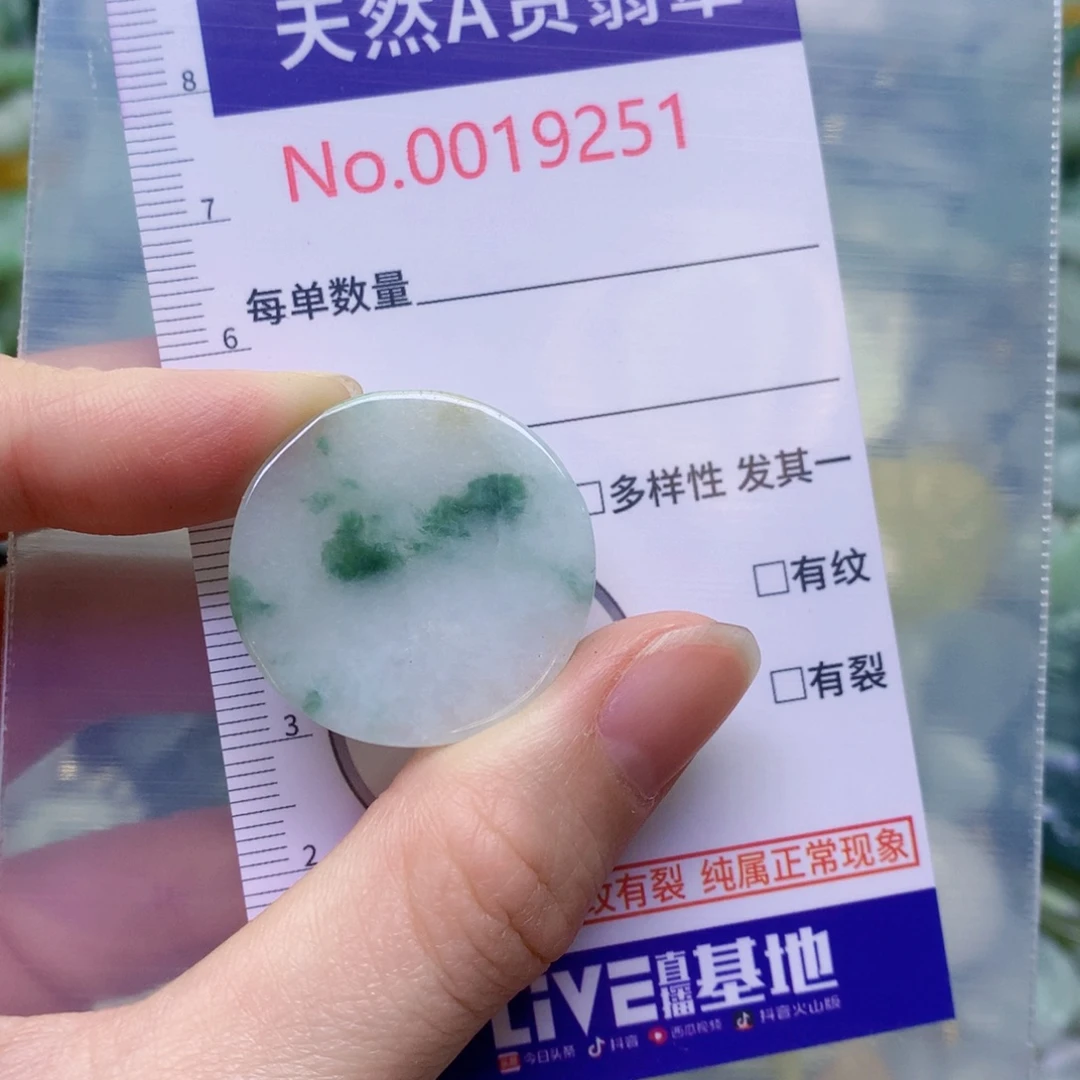 天然A货翡翠
No.0019251
8
7
每单数量
6
□多样性 发其一
□有纹
□有裂
3
2
纹有裂 纯属正常现象
LiVE直播基地
今日头条 抖音 西瓜视频 抖音火山版